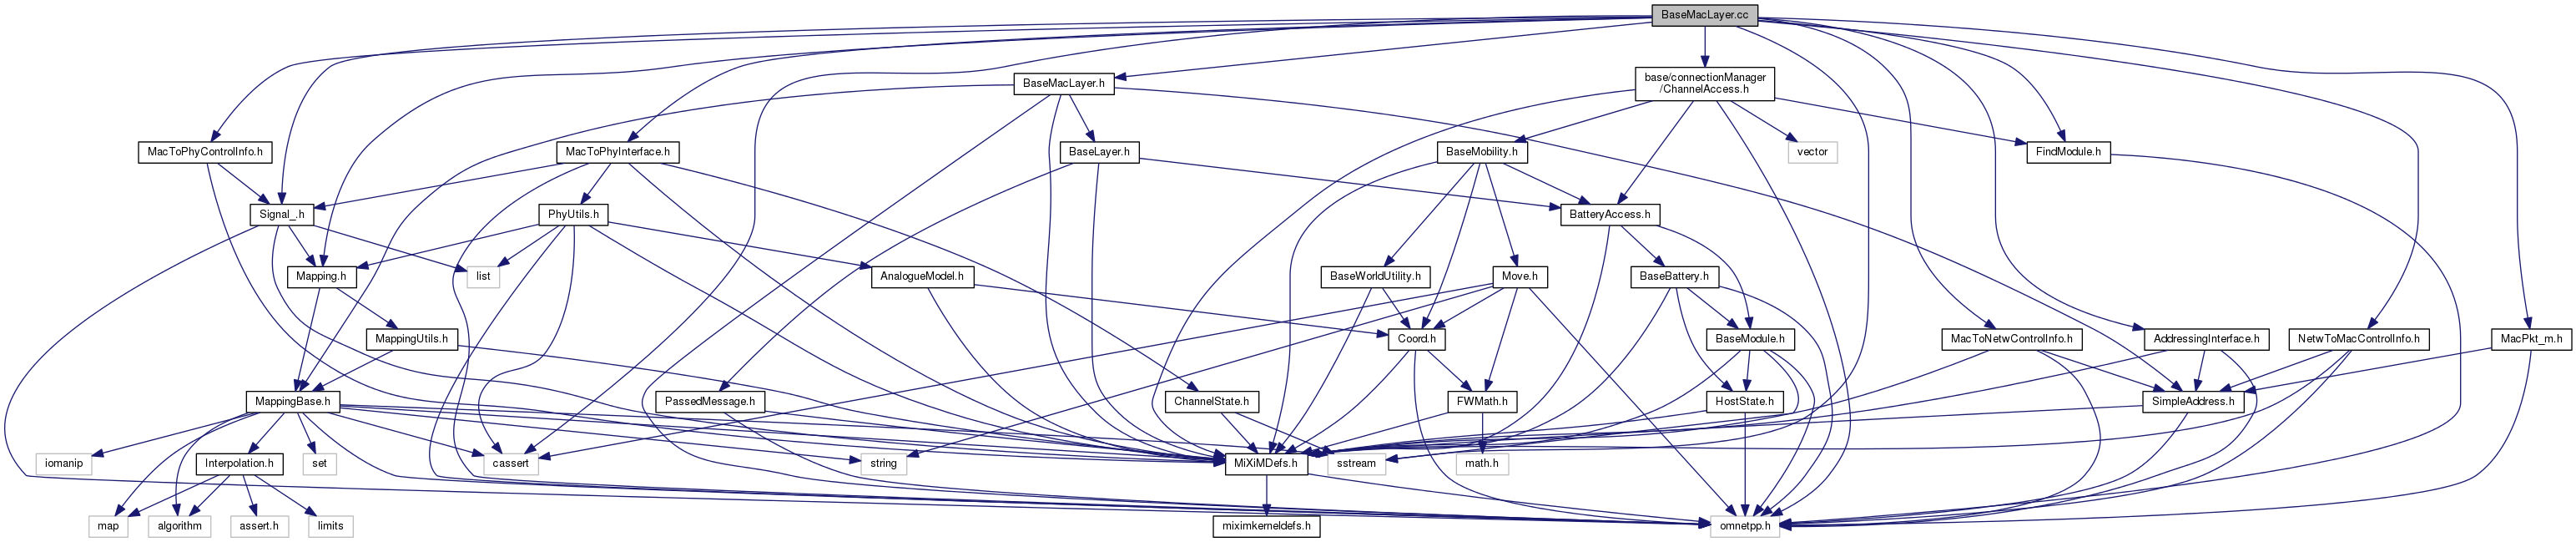 BaseMacLayer.cc
BaseMacLayer.h
base/connectionManager
/ChannelAccess.h
MacToPhyControlInfo.h
MacToPhyInterface.h
BaseLayer.h
BaseMobility.h
vector
FindModule.h
Signal_.h
PhyUtils.h
BatteryAccess.h
Mapping.h
list
AnalogueModel.h
BaseWorldUtility.h
Move.h
BaseBattery.h
MappingUtils.h
Coord.h
BaseModule.h
MacToNetwControlInfo.h
AddressingInterface.h
NetwToMacControlInfo.h
MacPkt_m.h
MappingBase.h
PassedMessage.h
ChannelState.h
FWMath.h
HostState.h
SimpleAddress.h
iomanip
Interpolation.h
set
cassert
string
MiXiMDefs.h
sstream
math.h
map
algorithm
assert.h
limits
miximkerneldefs.h
omnetpp.h